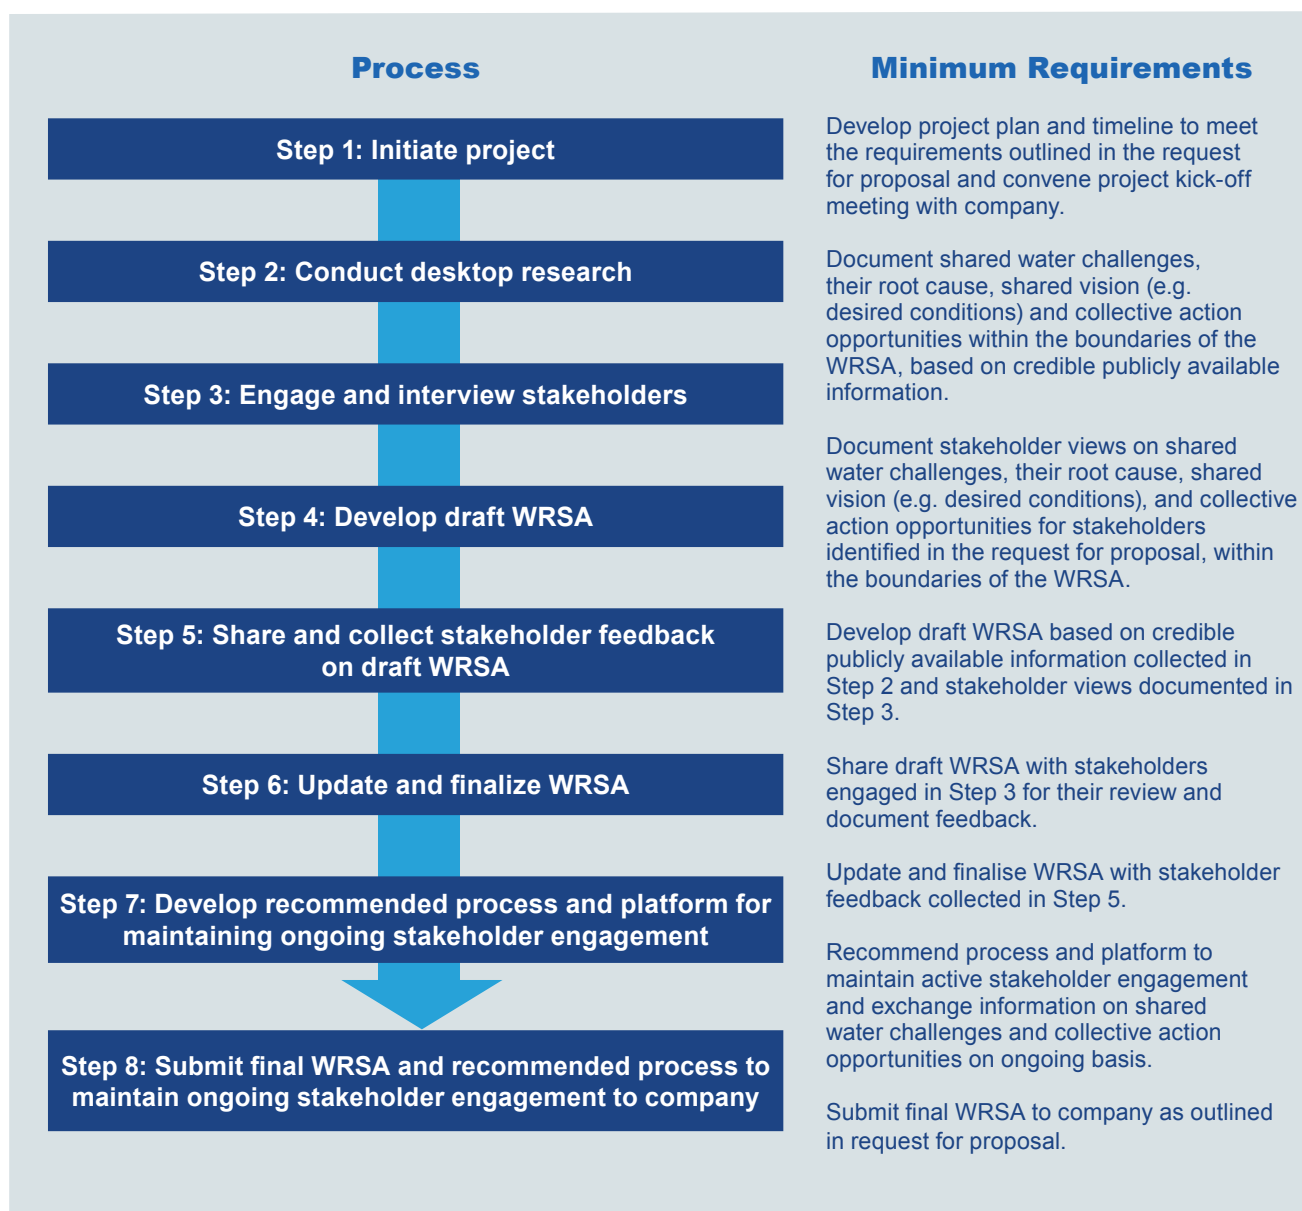 Process
Step 1: Initiate project
Step 2: Conduct desktop research
Step 3: Engage and interview stakeholders
Step 4: Develop draft WRSA
Step 5: Share and collect stakeholder feedback
on draft WRSA
Step 6: Update and finalize WRSA
Step 7: Develop recommended process and platform for
maintaining ongoing stakeholder engagement
Step 8: Submit final WRSA and recommended process to
maintain ongoing stakeholder engagement to company
Minimum Requirements
Develop project plan and timeline to meet
the requirements outlined in the request
for proposal and convene project kick-off
meeting with company.
Document shared water challenges,
their root cause, shared vision (e.g.
desired conditions) and collective action
opportunities within the boundaries of the
WRSA, based on credible publicly available
information.
Document stakeholder views on shared
water challenges, their root cause, shared
vision (e.g. desired conditions), and collective
action opportunities for stakeholders
identified in the request for proposal, within
the boundaries of the WRSA.
Develop draft WRSA based on credible
publicly available information collected in
Step 2 and stakeholder views documented in
Step 3.
Share draft WRSA with stakeholders
engaged in Step 3 for their review and
document feedback.
Update and finalise WRSA with stakeholder
feedback collected in Step 5.
Recommend process and platform to
maintain active stakeholder engagement
and exchange information on shared
water challenges and collective action
opportunities on ongoing basis.
Submit final WRSA to company as outlined
in request for proposal.